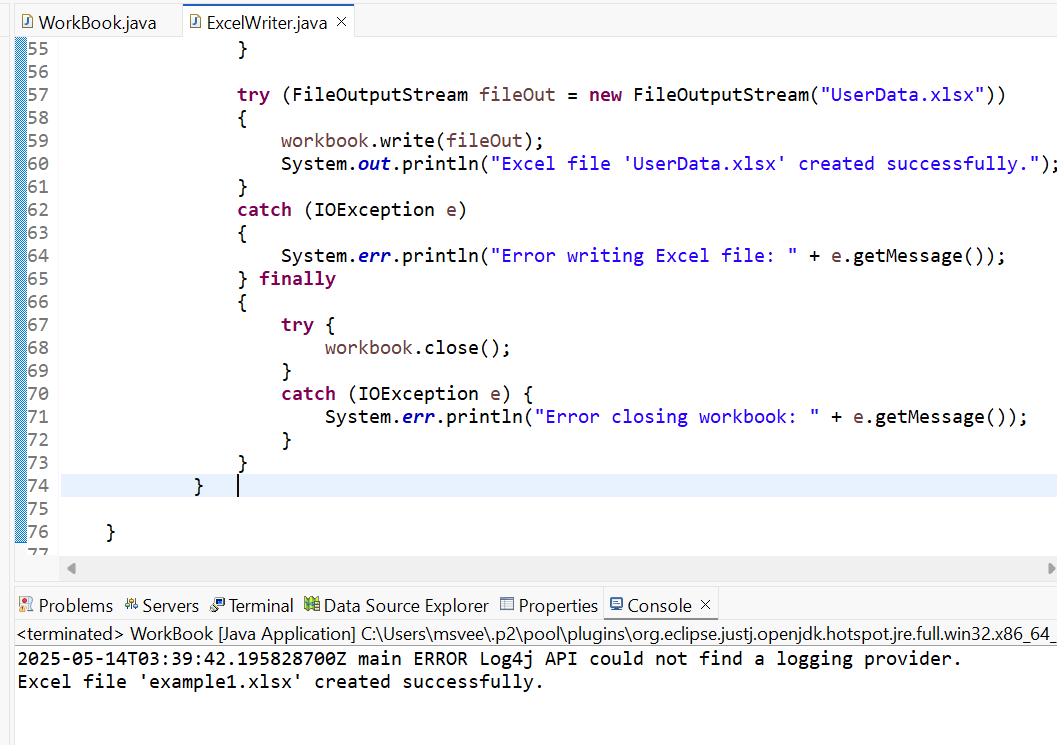 WorkBook.java ExcelWriter.java
55 }
56
57 try (FileOutputStream fileOut = new FileOutputStream("UserData.xlsx"))
58 {
59 workbook.write(fileOut);
60 System.out.println("Excel file 'UserData.xlsx' created successfully.");
61 }
62 catch (IOException e)
63 {
64 System.err.println("Error writing Excel file: " + e.getMessage());
65 } finally
66 {
67 try {
68 workbook.close();
69 }
70 catch (IOException e) {
71 System.err.println("Error closing workbook: " + e.getMessage());
72 }
73 }
74 }
75
76 }
77
Problems Servers Terminal Data Source Explorer Properties Console
<terminated> WorkBook [Java Application] C:\Users\msvee\.p2\pool\plugins\org.eclipse.justj.openjdk.hotspot.jre.full.win32.x86_64_
2025-05-14T03:39:42.195828700Z main ERROR Log4j API could not find a logging provider.
Excel file 'example1.xlsx' created successfully.